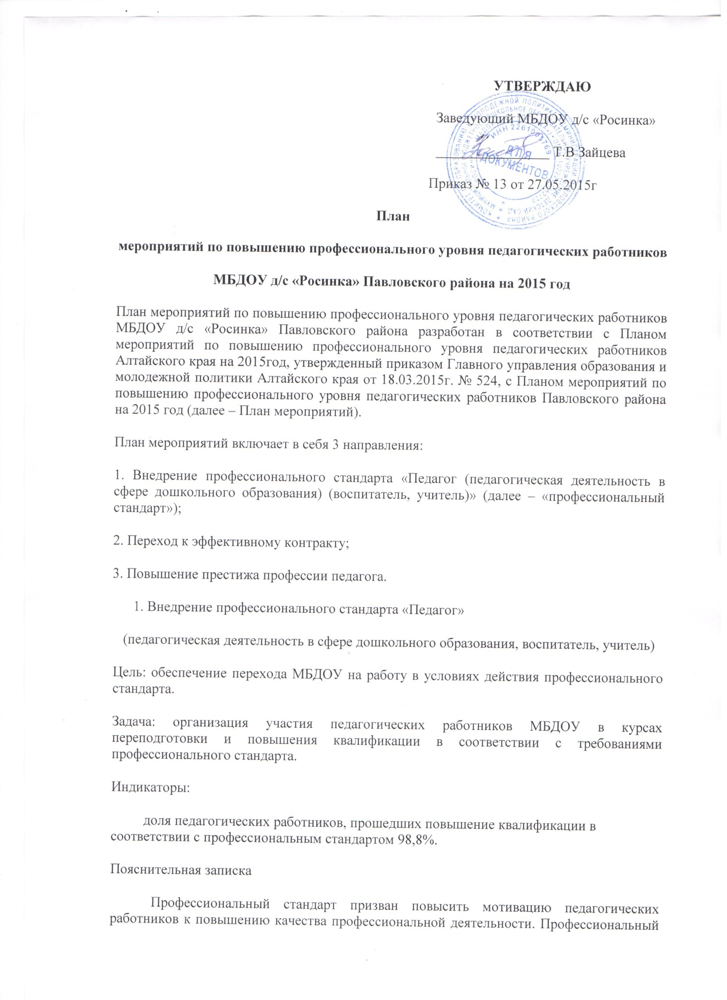 УТВЕРЖДАЮ
Заведующий МБДОУ д/с «Росинка»
Т.В Зайцева
Приказ № 13 от 27.05.2015г
ИНН 2261003769
ДЛЯ
ДОКУМЕНТОВ
План
мероприятий по повышению профессионального уровня педагогических работников
МБДОУ д/с «Росинка» Павловского района на 2015 год
План мероприятий по повышению профессионального уровня педагогических работников
МБДОУ д/с «Росинка» Павловского района разработан в соответствии с Планом
мероприятий по повышению профессионального уровня педагогических работников
Алтайского края на 2015год, утвержденный приказом Главного управления образования и
молодежной политики Алтайского края от 18.03.2015г. № 524, с Планом мероприятий по
повышению профессионального уровня педагогических работников Павловского района
на 2015 год (далее – План мероприятий).
План мероприятий включает в себя 3 направления:
1. Внедрение профессионального стандарта «Педагог (педагогическая деятельность в
сфере дошкольного образования) (воспитатель, учитель)» (далее – «профессиональный
стандарт»);
2. Переход к эффективному контракту;
3. Повышение престижа профессии педагога.
1. Внедрение профессионального стандарта «Педагог»
(педагогическая деятельность в сфере дошкольного образования, воспитатель, учитель)
Цель: обеспечение перехода МБДОУ на работу в условиях действия профессионального
стандарта.
Задача: организация участия педагогических работников МБДОУ в курсах
переподготовки и повышения квалификации в соответствии с требованиями
профессионального стандарта.
Индикаторы:
доля педагогических работников, прошедших повышение квалификации в
соответствии с профессиональным стандартом 98,8%.
Пояснительная записка
Профессиональный стандарт призван повысить мотивацию педагогических
работников к повышению качества профессиональной деятельности. Профессиональный